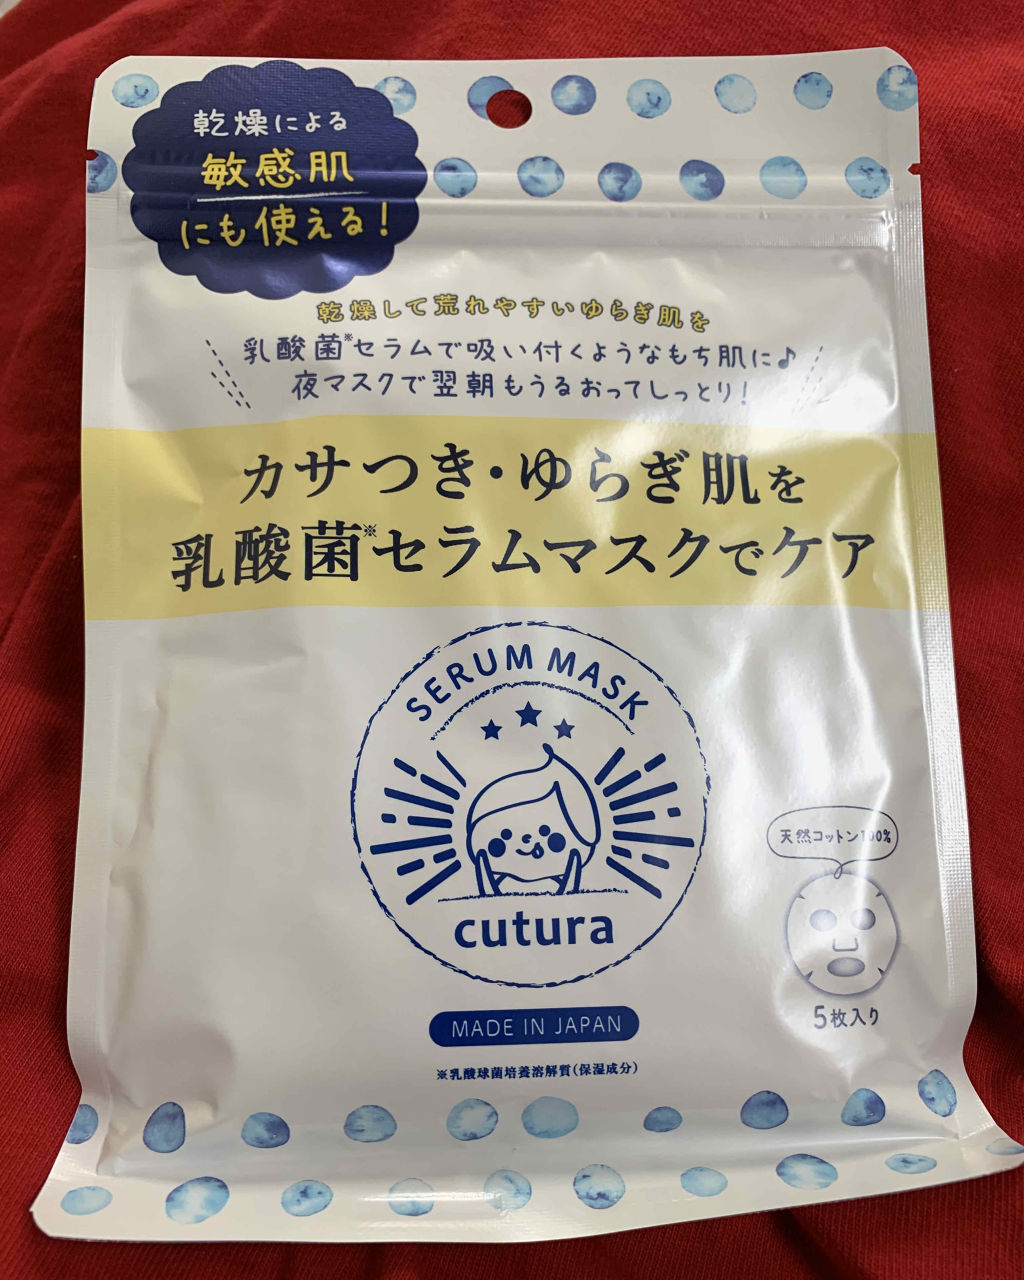 乾燥による
敏感肌
にも使える!
乾燥して荒れやすいゆらぎ肌を
乳酸菌※セラムで吸い付くようなもち肌に♪
夜マスクで翌朝もうるおってしっとり!
カサつき・ゆらぎ肌を
乳酸菌※セラムマスクでケア
SERUM MASK
cutura
天然コットン100%
5枚入り
MADE IN JAPAN
※乳酸球菌培養溶解質(保湿成分)